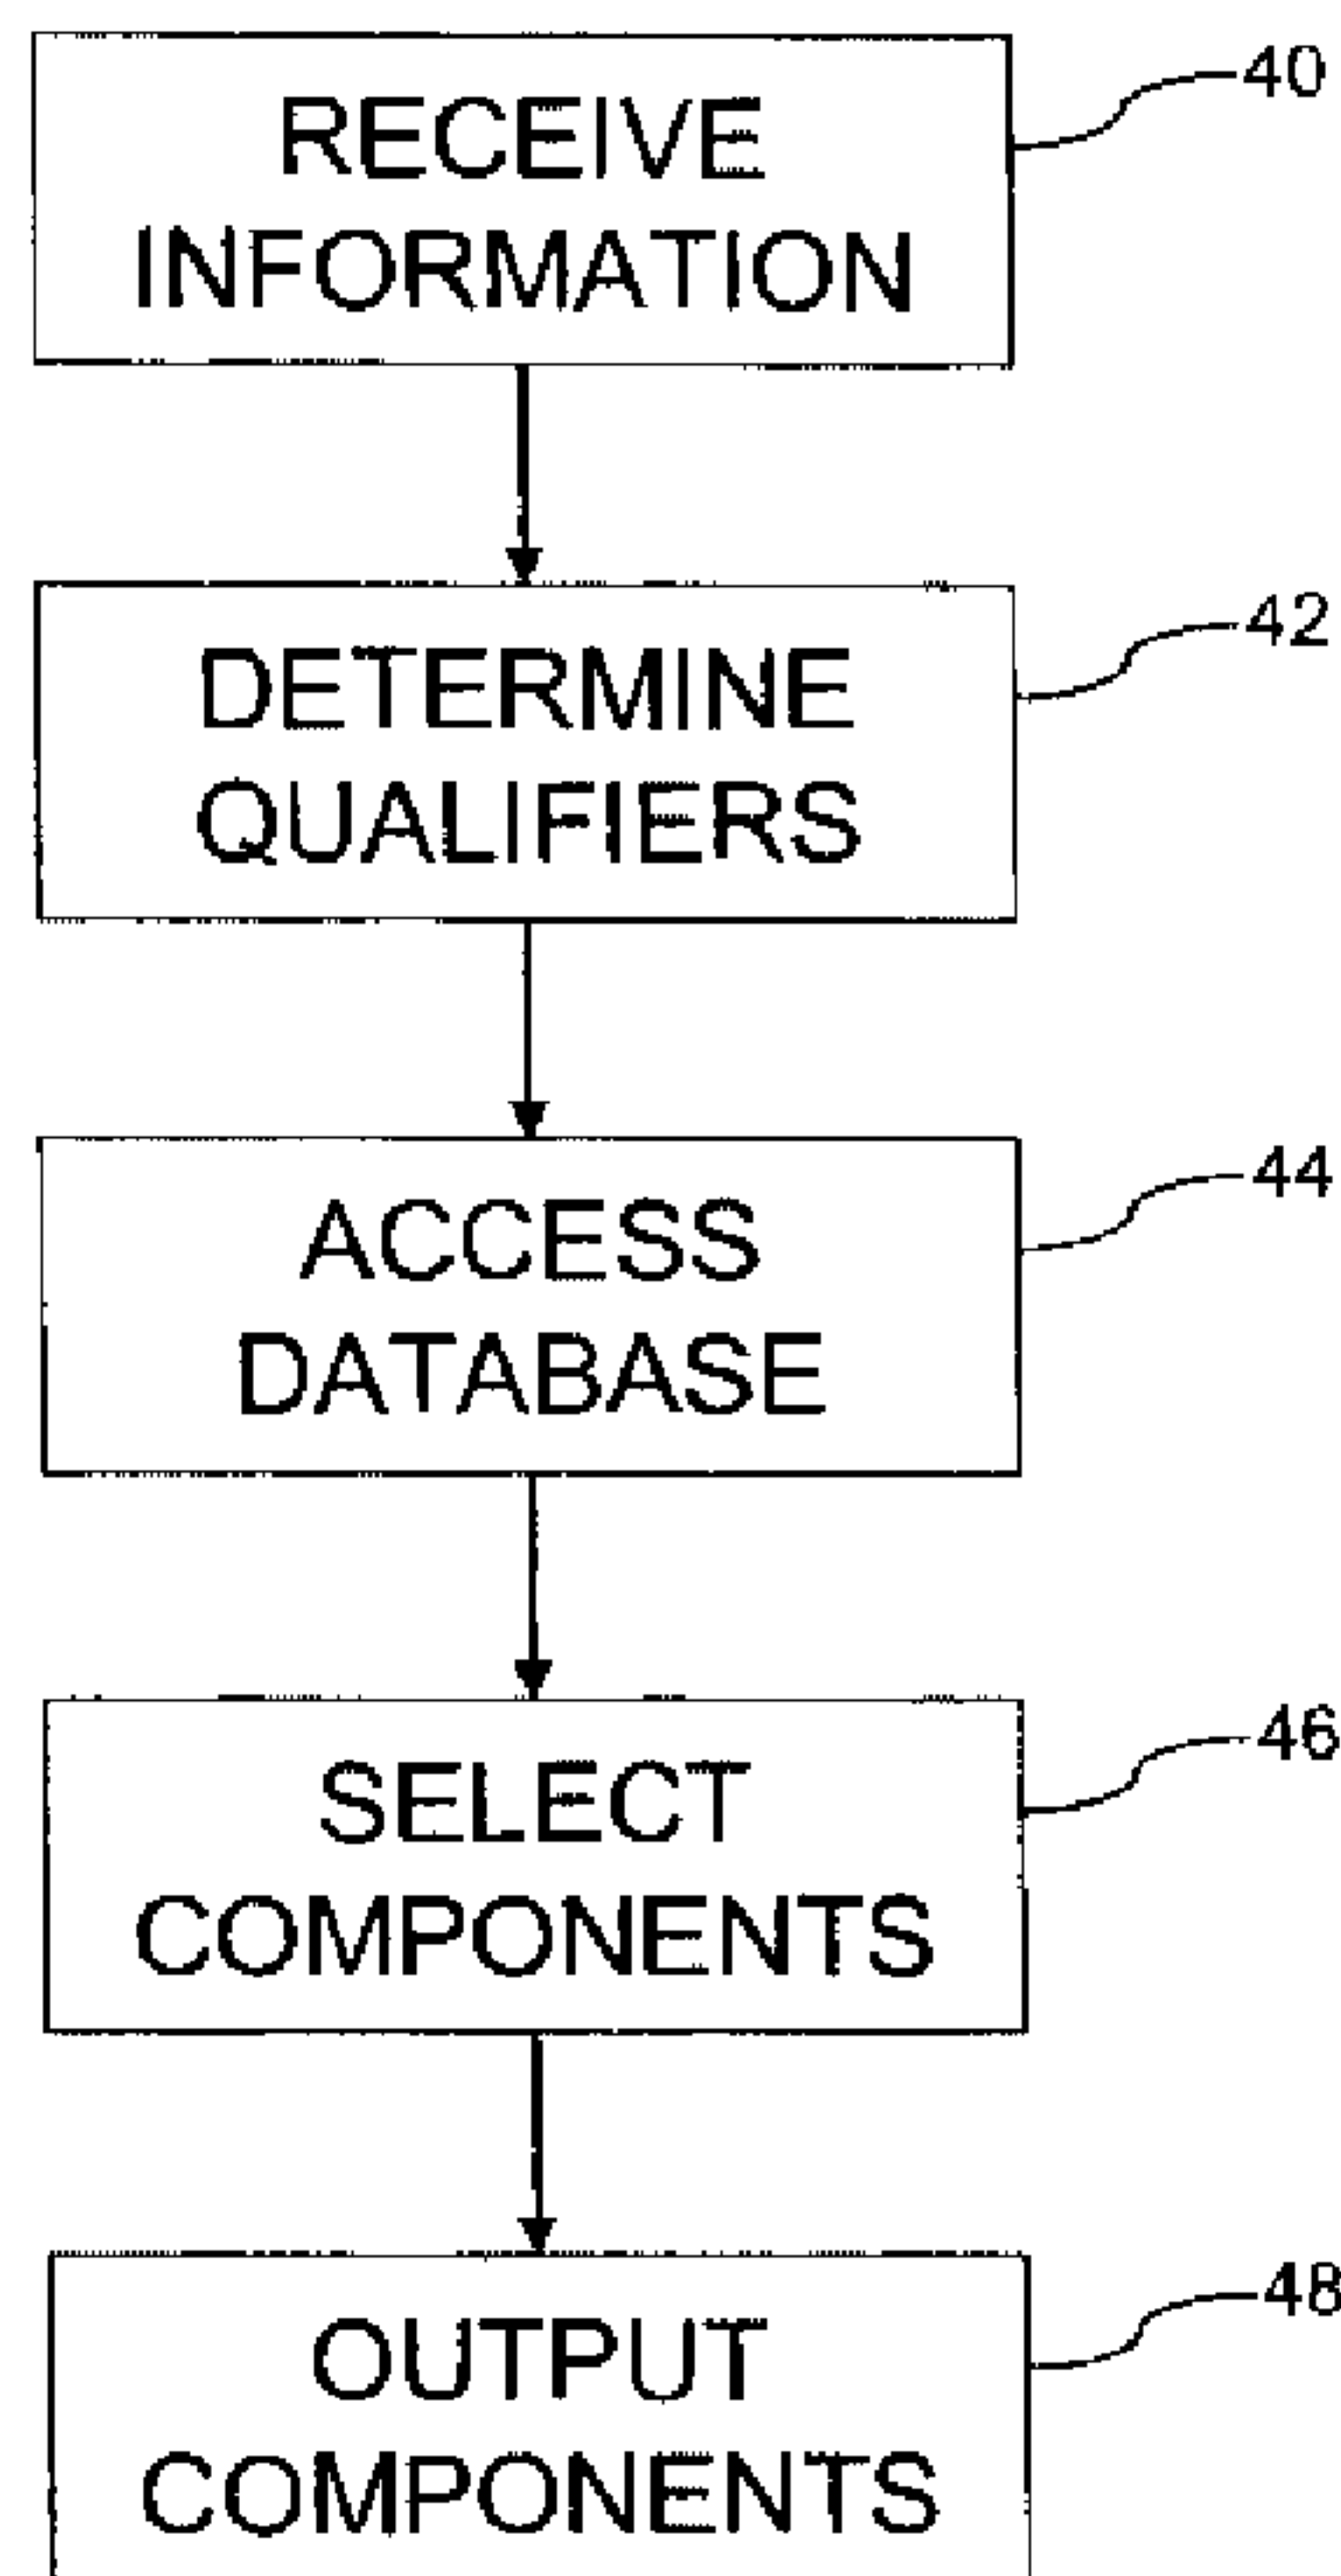 RECEIVE
INFORMATION
40
DETERMINE
QUALIFIERS
42
ACCESS
DATABASE
44
SELECT
COMPONENTS
46
OUTPUT
COMPONENTS
48